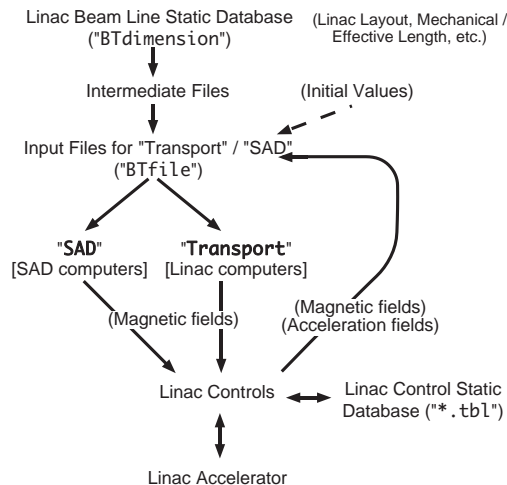 Linac Beam Line Static Database
("BTdimension")
(Linac Layout, Mechanical /
Effective Length, etc.)
Intermediate Files
(Initial Values)
Input Files for "Transport" / "SAD"
("BTfile")
"SAD"
[SAD computers]
"Transport"
[Linac computers]
(Magnetic fields)
(Magnetic fields)
(Acceleration fields)
Linac Controls
Linac Control Static
Database ("*.tbl")
Linac Accelerator